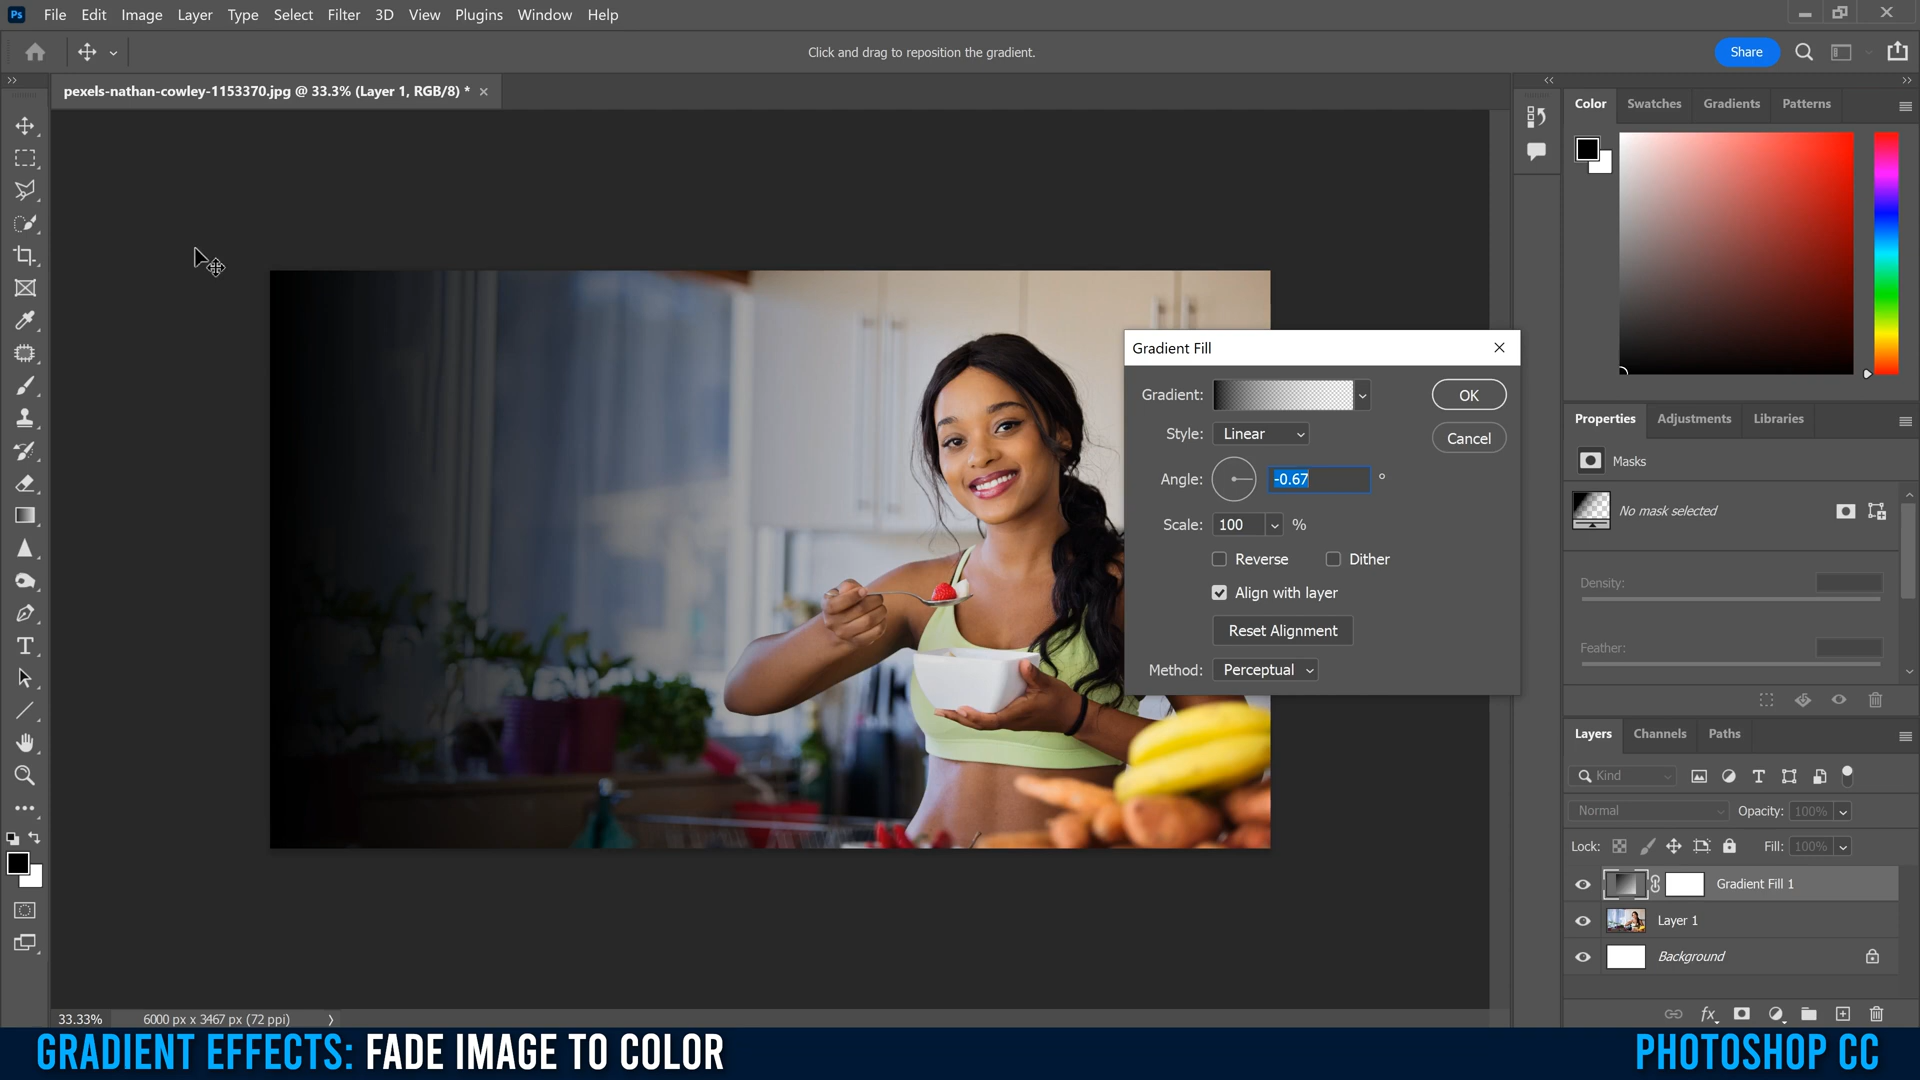 Ps File Edit Image Layer Type Select Filter 3D View Plugins Window Help
Click and drag to reposition the gradient.
Share
pexels-nathan-cowley-1153370.jpg @ 33.3% (Layer 1, RGB/8) *
Color Swatches Gradients Patterns
Gradient Fill
Gradient:
OK
Style: Linear
Cancel
Angle: -0.67 °
Scale: 100 %
Reverse Dither
Align with layer
Reset Alignment
Method: Perceptual
Properties Adjustments Libraries
Masks
No mask selected
Density:
Feather:
Layers Channels Paths
Kind
Normal Opacity: 100%
Lock: Fill: 100%
Gradient Fill 1
Layer 1
Background
fx
33.33% 6000 px x 3467 px (72 ppi)
GRADIENT EFFECTS: FADE IMAGE TO COLOR
PHOTOSHOP CC